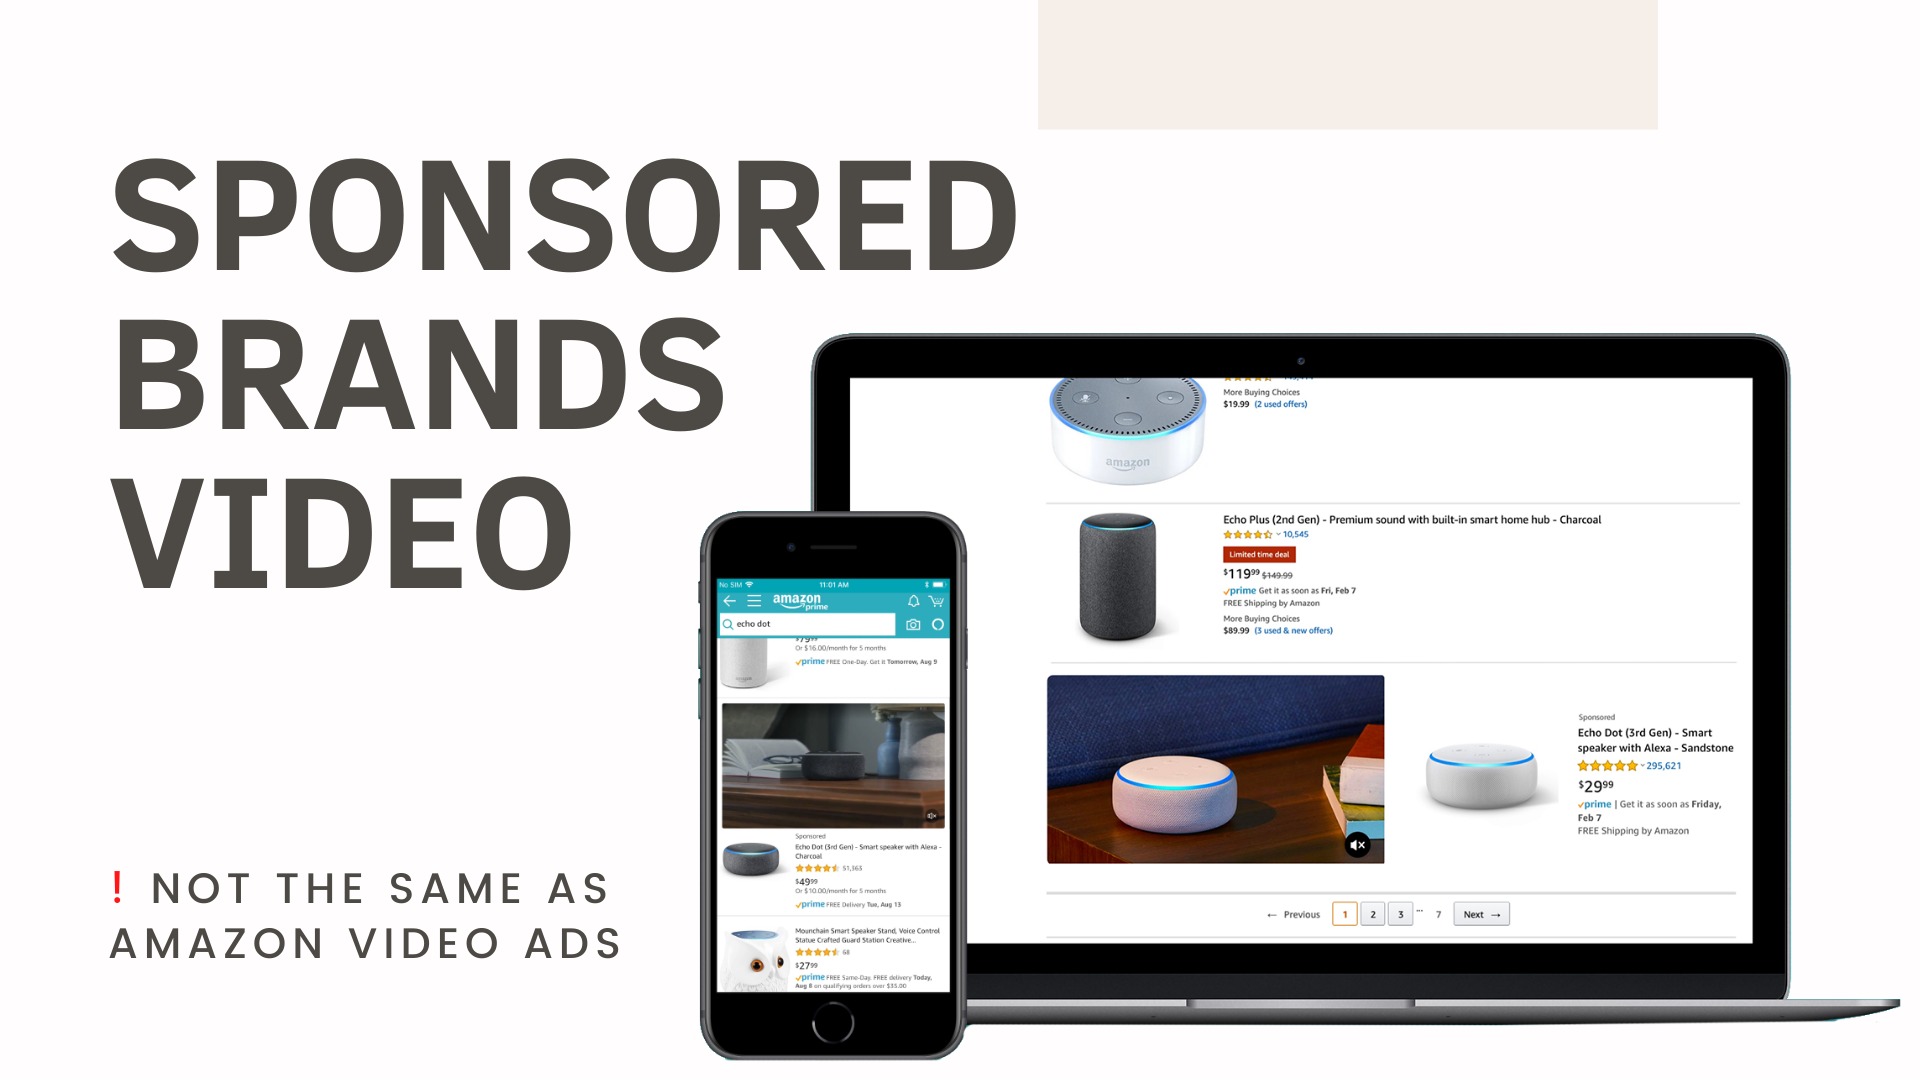 SPONSORED
BRANDS
VIDEO
! NOT THE SAME AS
AMAZON VIDEO ADS
No SIM 11:01 AM
amazon
prime
echo dot
Or $16.00/month for 5 months
prime FREE One-Day. Get it Tomorrow, Aug 9
Sponsored
Echo Dot (3rd Gen) - Smart speaker with Alexa -
Charcoal
51,363
$49.99
Or $10.00/month for 5 months
prime FREE Delivery Tue, Aug 13
Mounchain Smart Speaker Stand, Voice Control
Statue Crafted Guard Station Creative...
68
$27.99
prime FREE Same-Day. FREE delivery Today,
Aug 8 on qualifying orders over $35.00
amazon
More Buying Choices
$19.99 (2 used offers)
Echo Plus (2nd Gen) - Premium sound with built-in smart home hub - Charcoal
10,545
Limited time deal
$119.99 $149.99
prime Get it as soon as Fri, Feb 7
FREE Shipping by Amazon
More Buying Choices
$89.99 (3 used & new offers)
Sponsored
Echo Dot (3rd Gen) - Smart
speaker with Alexa - Sandstone
295,621
$29.99
prime | Get it as soon as Friday,
Feb 7
FREE Shipping by Amazon
← Previous 1 2 3 ... 7 Next →